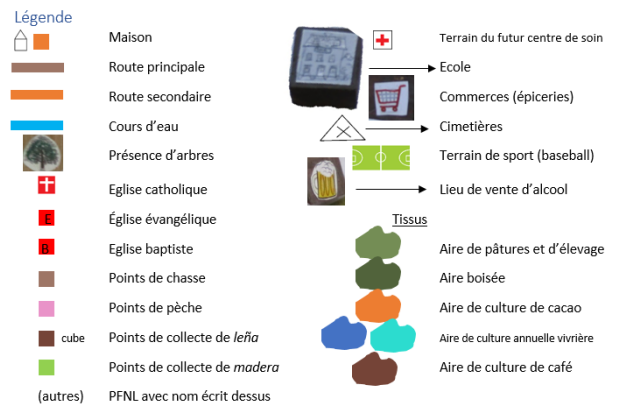 Légende
Maison
Route principale
Route secondaire
Cours d'eau
Présence d'arbres
Eglise catholique
E Église évangélique
B Eglise baptiste
Points de chasse
Points de pèche
cube Points de collecte de leña
Points de collecte de madera
(autres) PFNL avec nom écrit dessus
Terrain du futur centre de soin
Ecole
Commerces (épiceries)
Cimetières
Terrain de sport (baseball)
Lieu de vente d'alcool
Tissus
Aire de pâtures et d'élevage
Aire boisée
Aire de culture de cacao
Aire de culture annuelle vivrière
Aire de culture de café